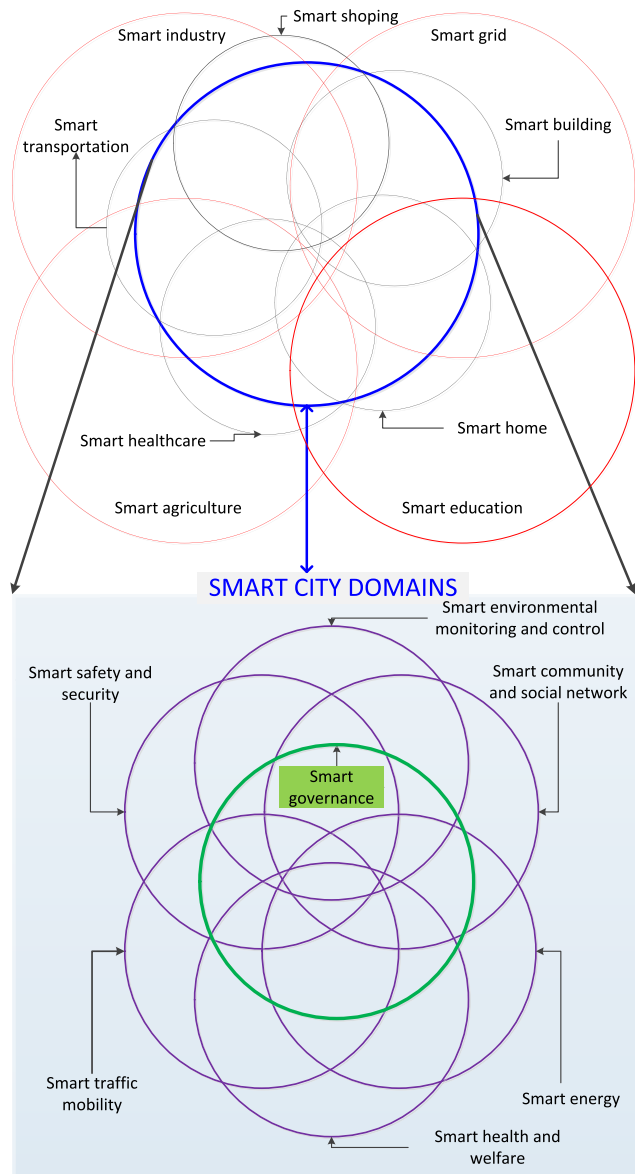 Smart shoping
Smart industry
Smart grid
Smart
transportation
Smart building
Smart healthcare
Smart home
Smart agriculture
Smart education
SMART CITY DOMAINS
Smart environmental
monitoring and control
Smart safety and
security
Smart community
and social network
Smart
governance
Smart traffic
mobility
Smart energy
Smart health and
welfare